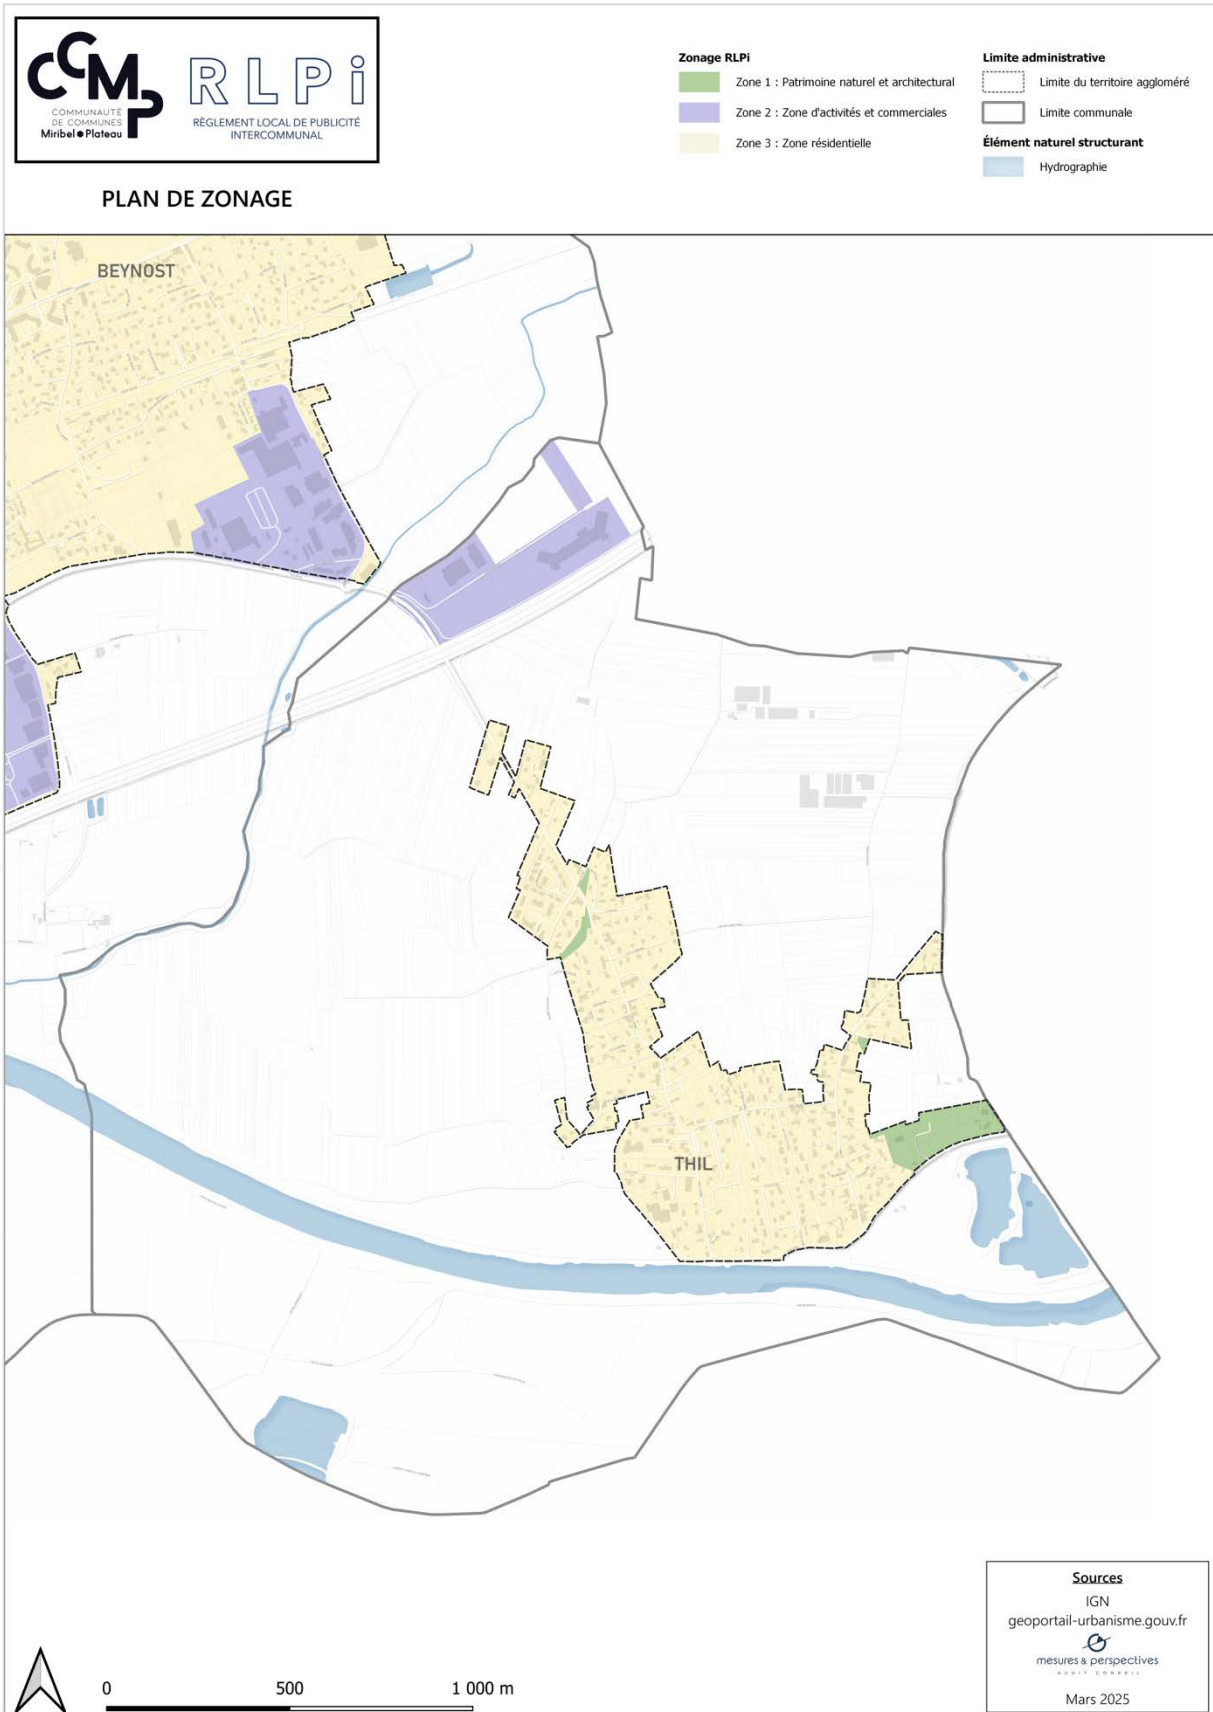 CCMP
COMMUNAUTÉ
DE COMMUNES
Miribel Plateau
RLPi
RÈGLEMENT LOCAL DE PUBLICITÉ
INTERCOMMUNAL
PLAN DE ZONAGE
Zonage RLPi
Zone 1 : Patrimoine naturel et architectural
Zone 2 : Zone d'activités et commerciales
Zone 3 : Zone résidentielle
Limite administrative
Limite du territoire aggloméré
Limite communale
Élément naturel structurant
Hydrographie
BEYNOST
THIL
0 500 1 000 m
Sources
IGN
geoportail-urbanisme.gouv.fr
mesures & perspectives
AUDIT CONSEIL
Mars 2025